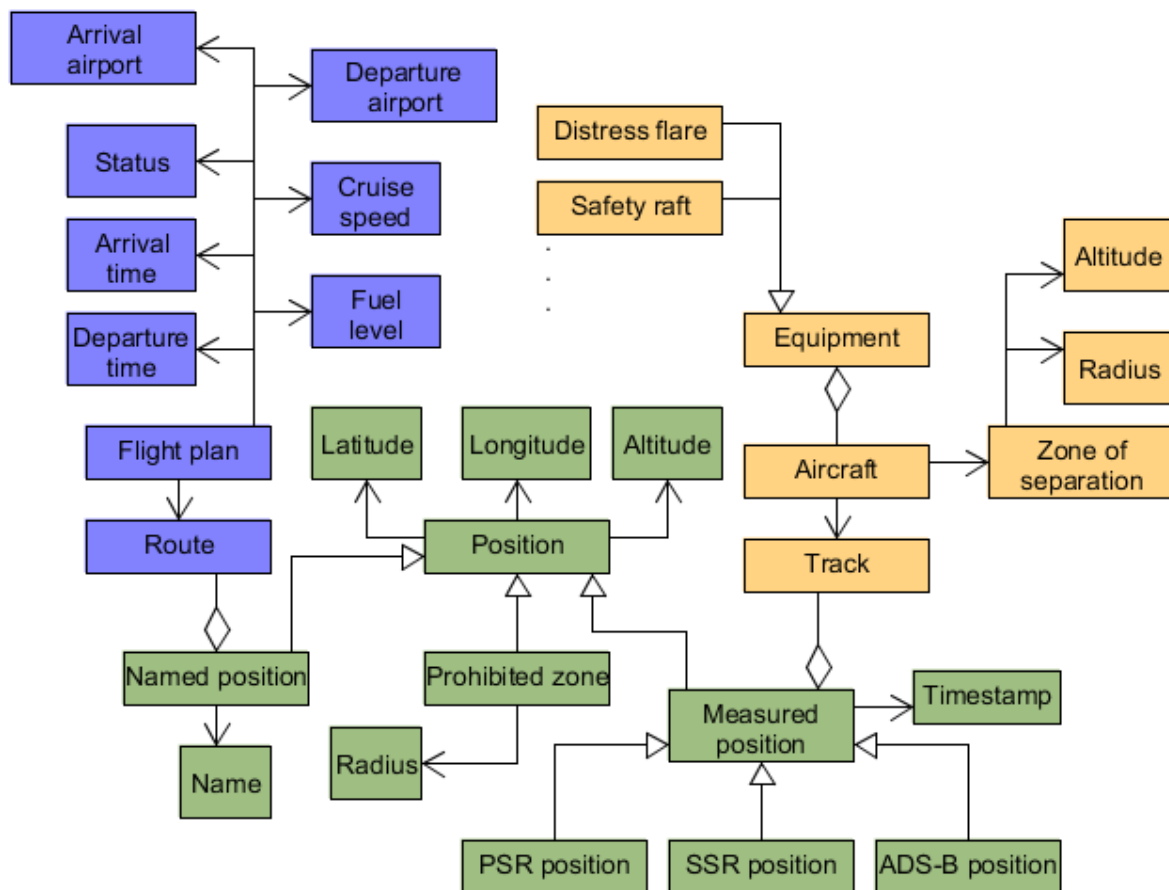 Arrival
airport
Departure
airport
Distress flare
Status
Cruise
speed
Safety raft
Arrival
time
Altitude
Fuel
level
Departure
time
Equipment
Radius
Latitude
Longitude
Altitude
Flight plan
Aircraft
Zone of
separation
Route
Position
Track
Named position
Prohibited zone
Measured
position
Timestamp
Name
Radius
PSR position
SSR position
ADS-B position